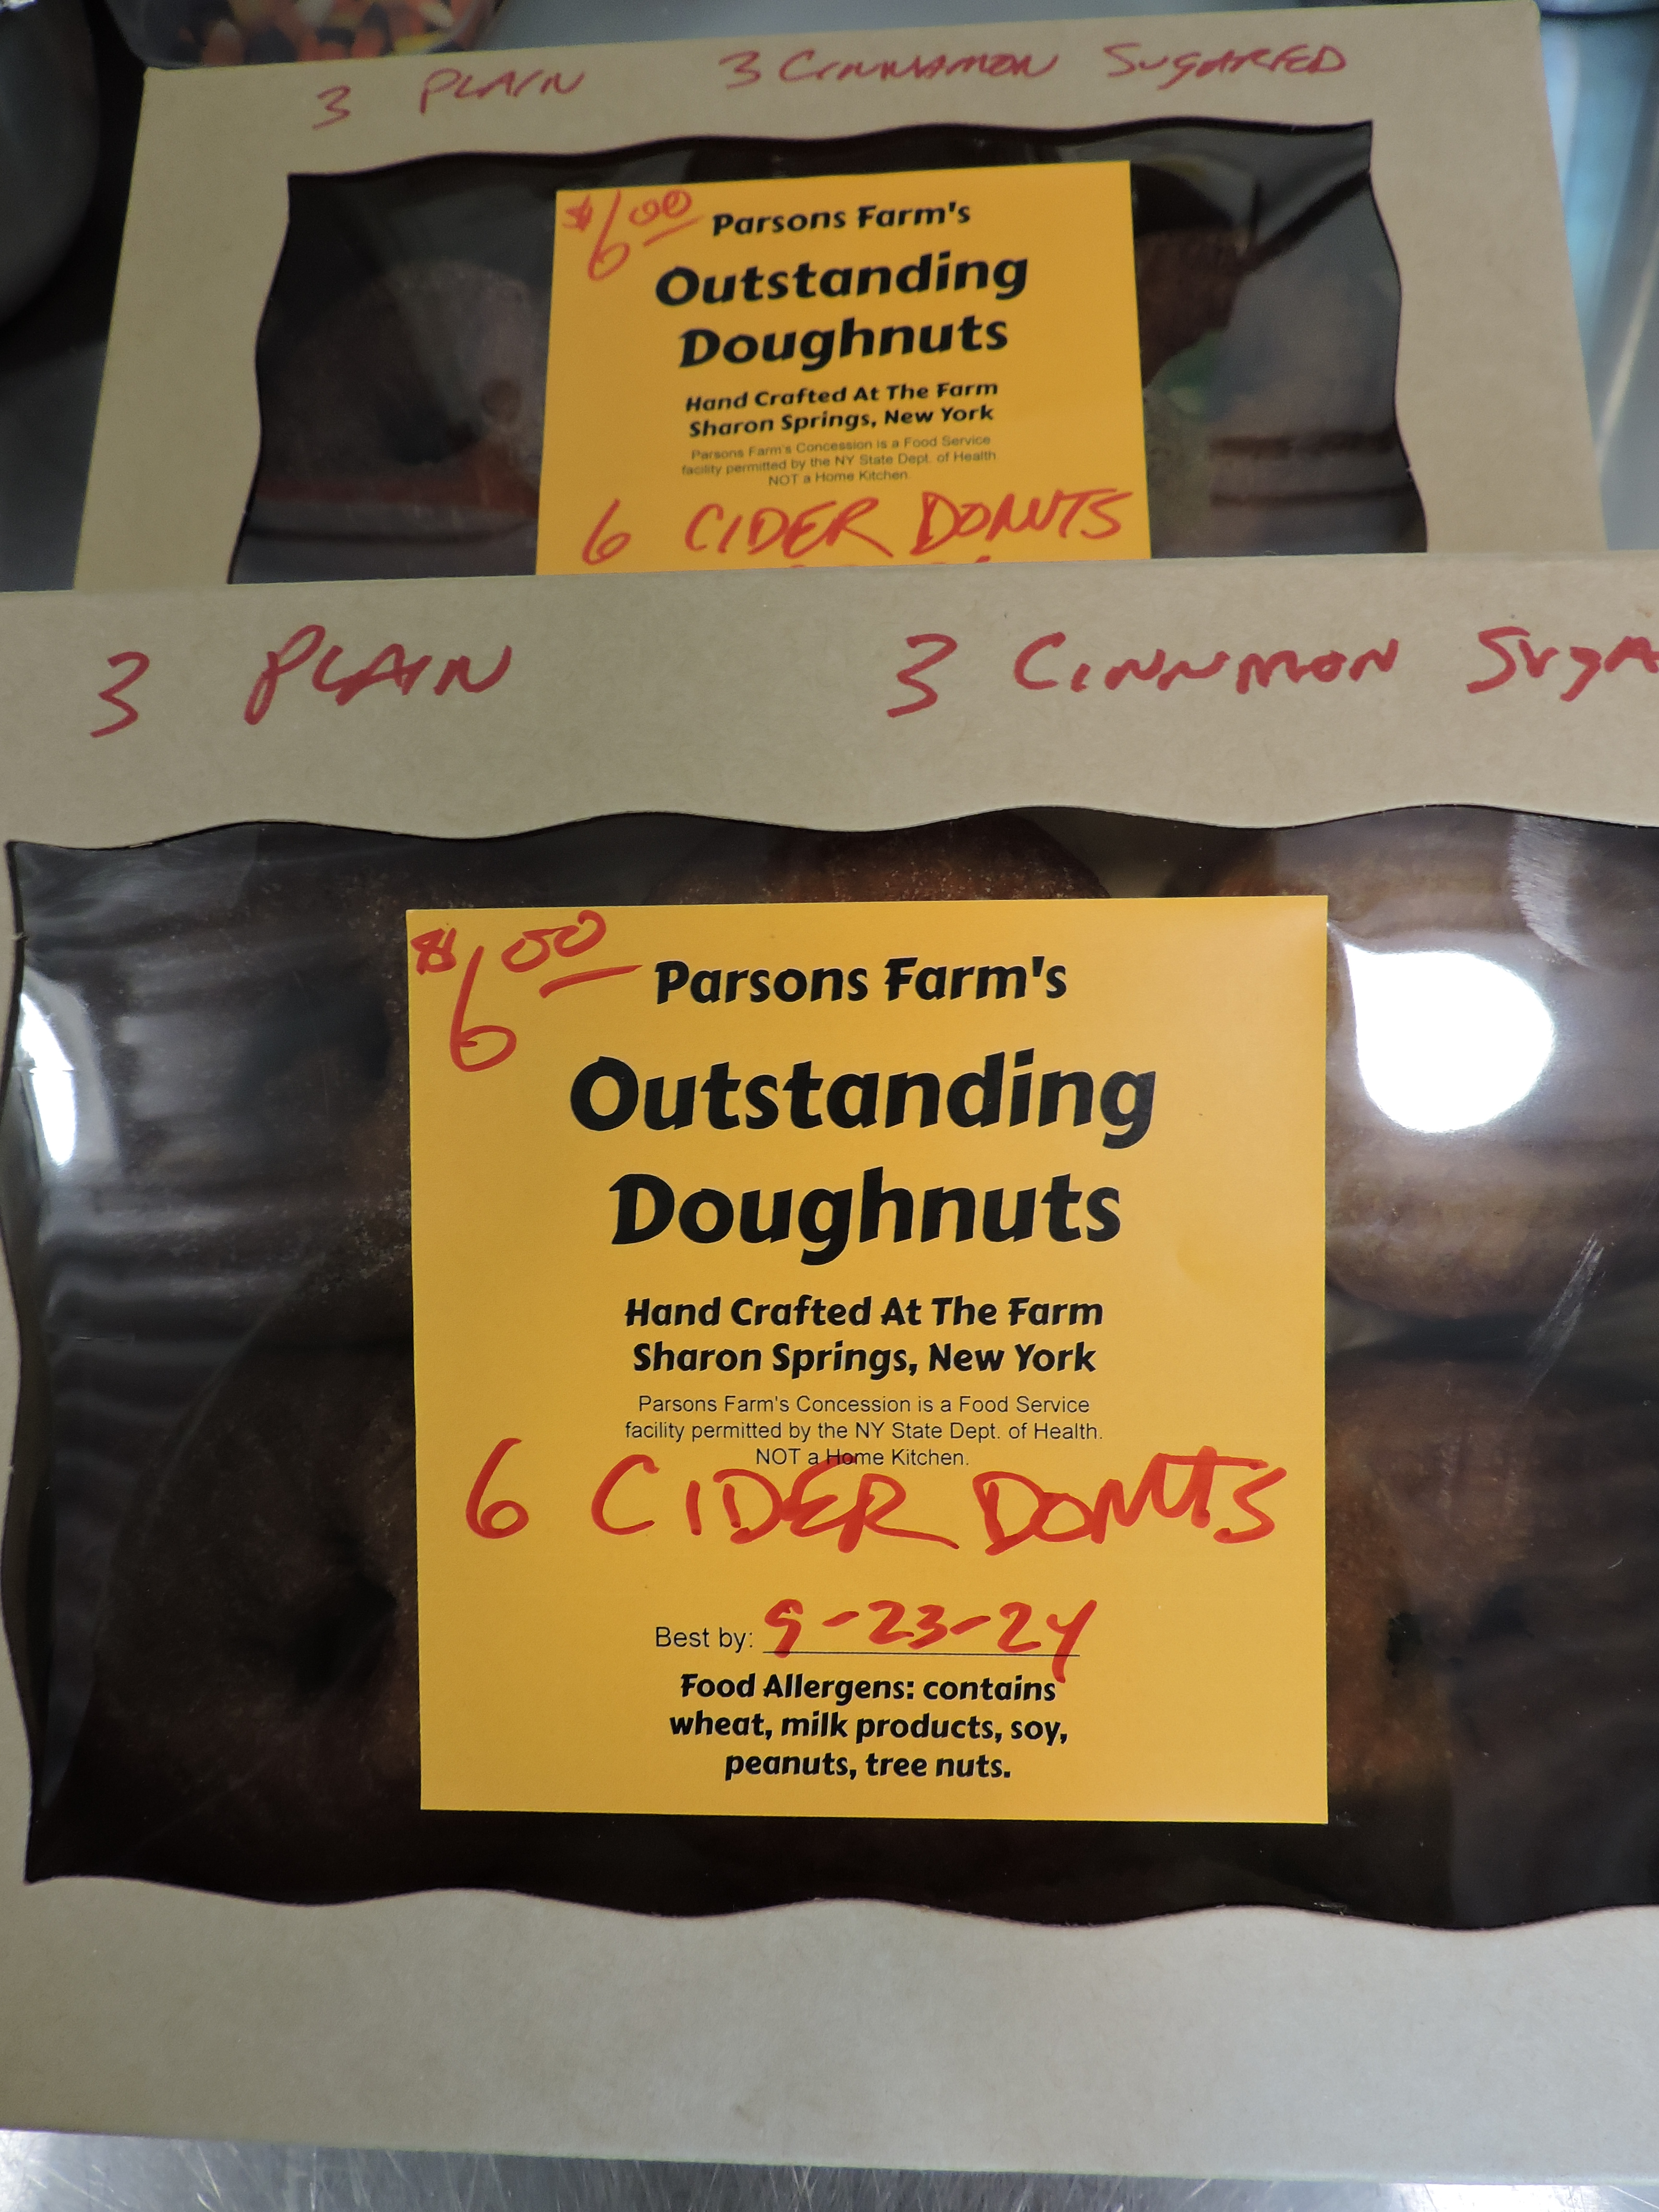 3 PLAIN 3 CINNAMON SUGARED
$6.00
Parsons Farm's
Outstanding
Doughnuts
Hand Crafted At The Farm
Sharon Springs, New York
Parsons Farm's Concession is a Food Service
facility permitted by the NY State Dept. of Health.
NOT a Home Kitchen.
6 CIDER DONUTS
3 PLAIN 3 CINNMON SUGA
$6.00
Parsons Farm's
Outstanding
Doughnuts
Hand Crafted At The Farm
Sharon Springs, New York
Parsons Farm's Concession is a Food Service
facility permitted by the NY State Dept. of Health.
NOT a Home Kitchen.
6 CIDER DONUTS
Best by: 9-23-24
Food Allergens: contains
wheat, milk products, soy,
peanuts, tree nuts.